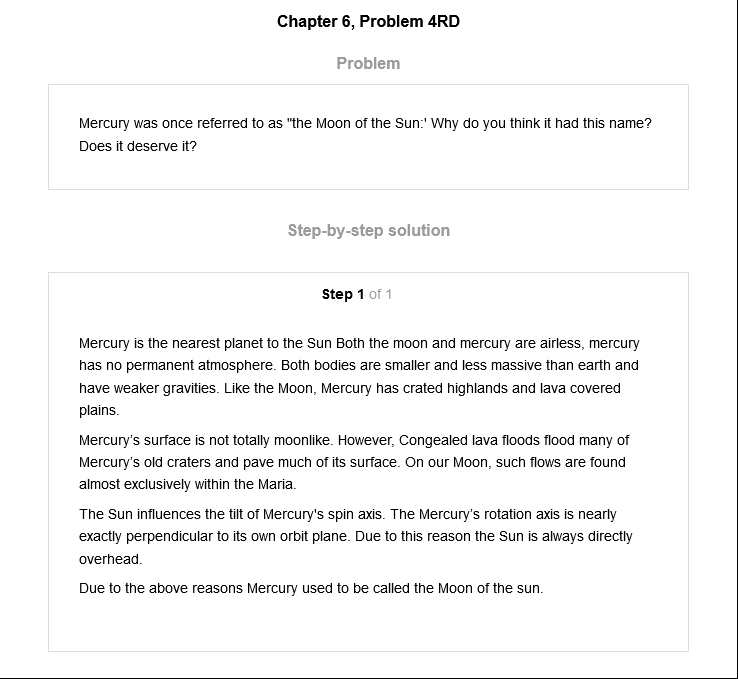 Chapter 6, Problem 4RD
Problem
Mercury was once referred to as "the Moon of the Sun:' Why do you think it had this name?
Does it deserve it?
Step-by-step solution
Step 1 of 1
Mercury is the nearest planet to the Sun Both the moon and mercury are airless, mercury
has no permanent atmosphere. Both bodies are smaller and less massive than earth and
have weaker gravities. Like the Moon, Mercury has crated highlands and lava covered
plains.
Mercury's surface is not totally moonlike. However, Congealed lava floods flood many of
Mercury's old craters and pave much of its surface. On our Moon, such flows are found
almost exclusively within the Maria.
The Sun influences the tilt of Mercury's spin axis. The Mercury's rotation axis is nearly
exactly perpendicular to its own orbit plane. Due to this reason the Sun is always directly
overhead.
Due to the above reasons Mercury used to be called the Moon of the sun.